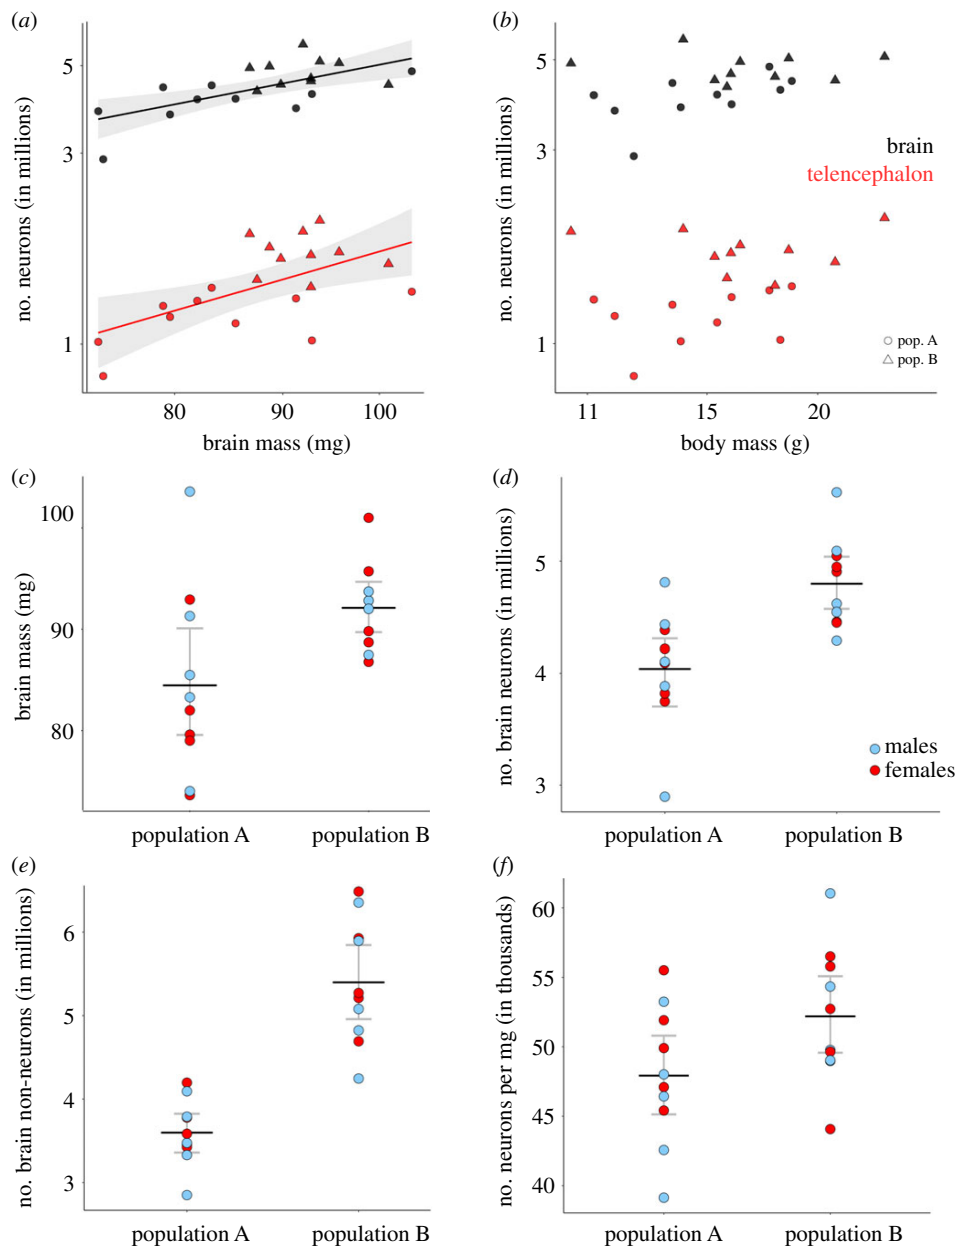 (a)
no. neurons (in millions)
5
3
1
80
90
100
brain mass (mg)
(b)
no. neurons (in millions)
5
3
1
brain
telencephalon
pop. A
pop. B
11
15
20
body mass (g)
(c)
brain mass (mg)
100
90
80
population A
population B
(d)
no. brain neurons (in millions)
5
4
3
males
females
population A
population B
(e)
no. brain non-neurons (in millions)
6
5
4
3
population A
population B
(f)
no. neurons per mg (in thousands)
60
55
50
45
40
population A
population B